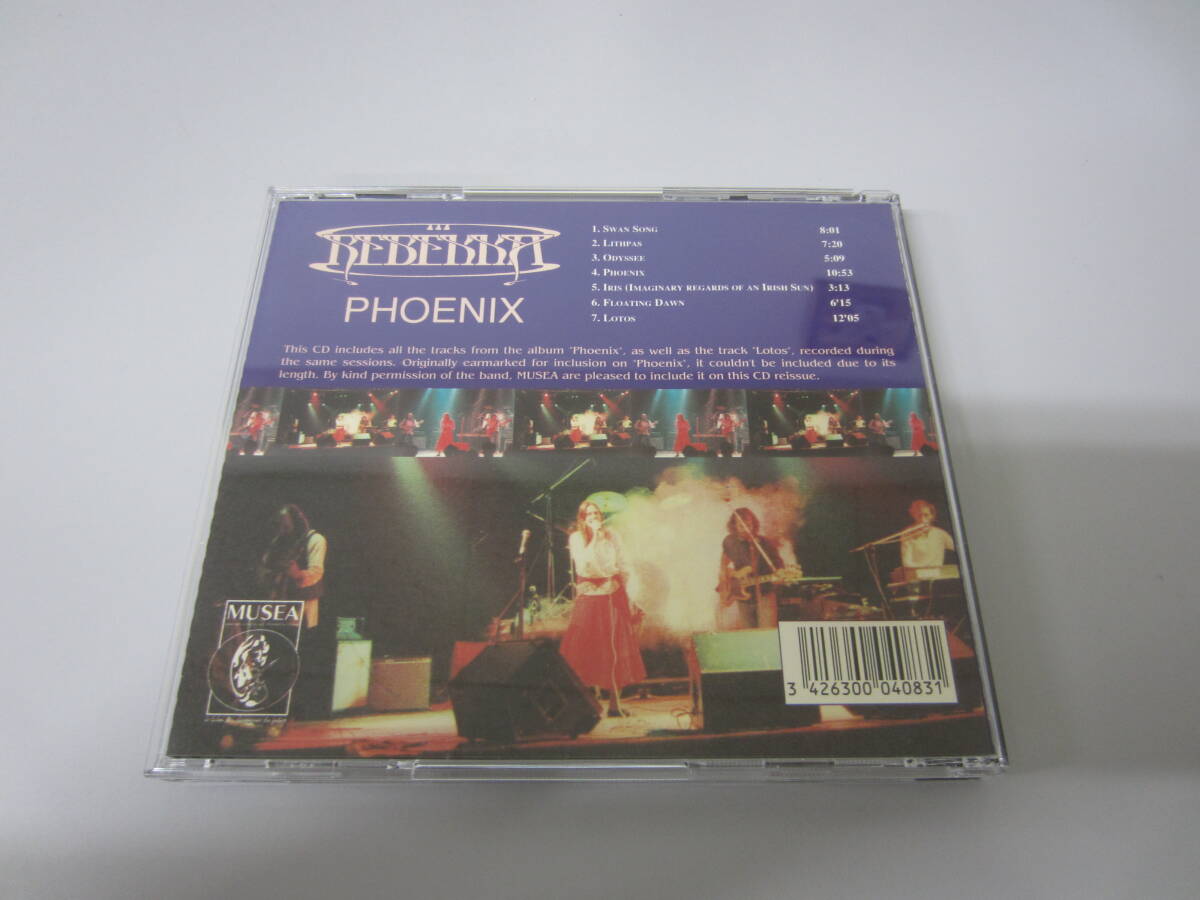 REBEKKA
PHOENIX
1. SWAN SONG 8:01
2. LITHPAS 7:20
3. ODYSSEE 5:09
4. PHOENIX 10:53
5. IRIS (IMAGINARY REGARDS OF AN IRISH SUN) 3:13
6. FLOATING DAWN 6'15
7. LOTOS 12'05
This CD includes all the tracks from the album 'Phoenix', as well as the track 'Lotos', recorded during
the same sessions. Originally earmarked for inclusion on 'Phoenix', it couldn't be included due to its
length. By kind permission of the band, MUSEA are pleased to include it on this CD reissue.
MUSEA
3 426300 040831